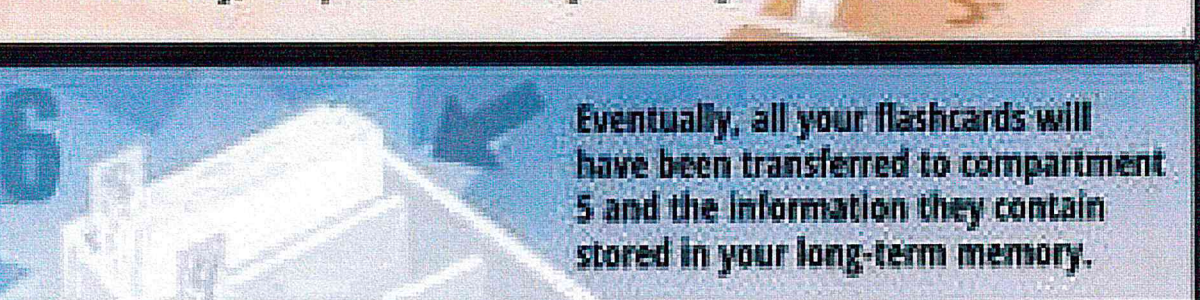 6
Eventually, all your flashcards will
have been transferred to compartment
5 and the information they contain
stored in your long-term memory.